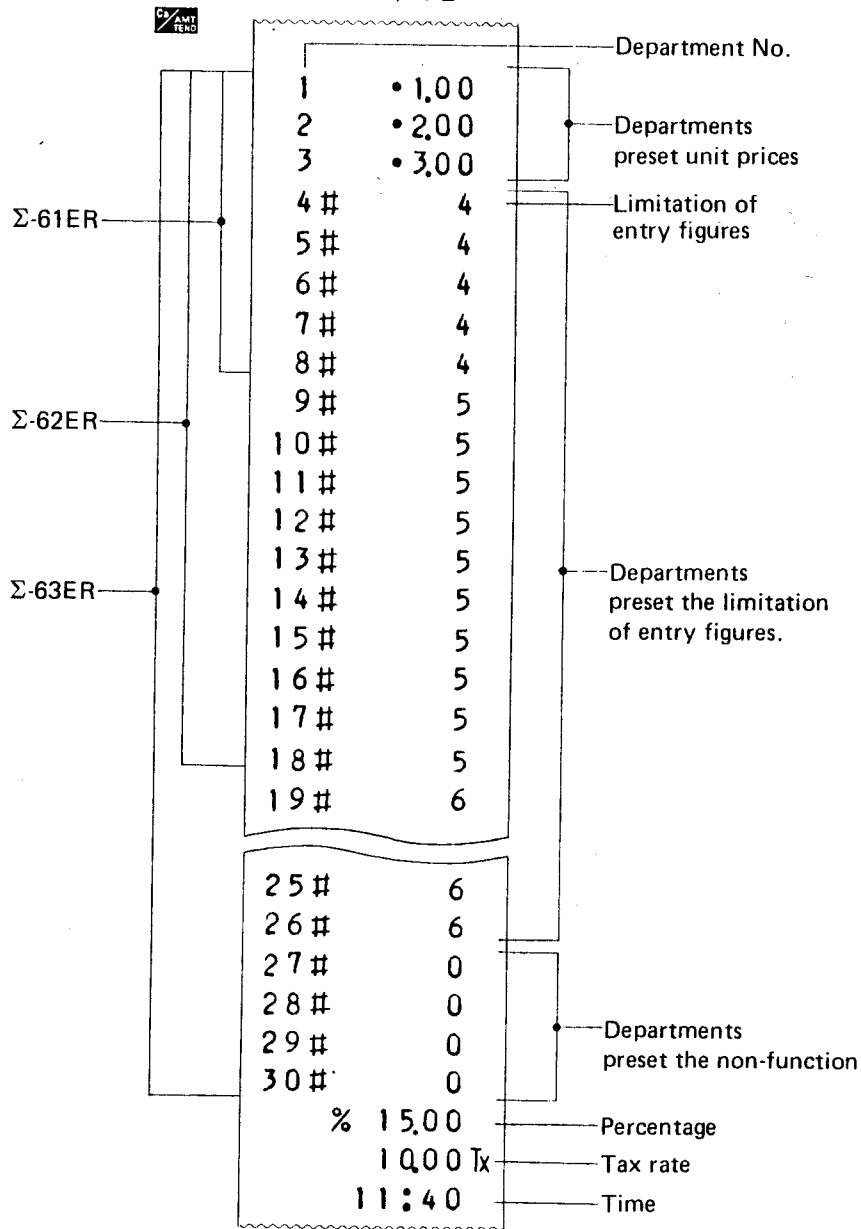 Ca/AMT TEND
Department No.
1 •1.00
2 •2.00
3 •3.00
Departments
preset unit prices
4# 4
Limitation of
entry figures
Σ-61ER
5# 4
6# 4
7# 4
8# 4
9# 5
Σ-62ER
10# 5
11# 5
12# 5
13# 5
14# 5
Σ-63ER
Departments
preset the limitation
of entry figures.
15# 5
16# 5
17# 5
18# 5
19# 6
25# 6
26# 6
27# 0
28# 0
29# 0
30# 0
Departments
preset the non-function
% 15.00
Percentage
10.00 Tx
Tax rate
11:40
Time